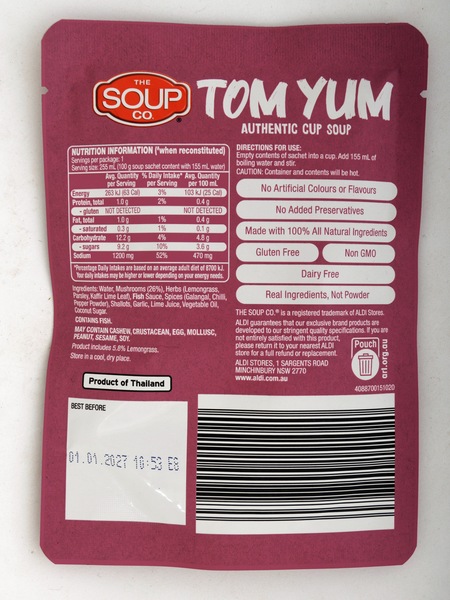 THE
SOUP
CO.
TOM YUM
AUTHENTIC CUP SOUP
NUTRITION INFORMATION (*when reconstituted)
Servings per package: 1
Serving size: 255 mL (100 g soup sachet content with 155 mL water)
Avg. Quantity per Serving % Daily Intake* per Serving Avg. Quantity per 100 mL
Energy 263 kJ (63 Cal) 3% 103 kJ (25 Cal)
Protein, total 1.0 g 2% 0.4 g
- gluten NOT DETECTED NOT DETECTED
Fat, total 1.0 g 1% 0.4 g
- saturated 0.3 g 1% 0.1 g
Carbohydrate 12.2 g 4% 4.8 g
- sugars 9.2 g 10% 3.6 g
Sodium 1200 mg 52% 470 mg
*Percentage Daily Intakes are based on an average adult diet of 8700 kJ.
Your daily intakes may be higher or lower depending on your energy needs.
Ingredients: Water, Mushrooms (26%), Herbs (Lemongrass,
Parsley, Kaffir Lime Leaf), Fish Sauce, Spices (Galangal, Chilli,
Pepper Powder), Shallots, Garlic, Lime Juice, Vegetable Oil,
Coconut Sugar.
CONTAINS FISH.
MAY CONTAIN CASHEW, CRUSTACEAN, EGG, MOLLUSC,
PEANUT, SESAME, SOY.
Product includes 5.8% Lemongrass.
Store in a cool, dry place.
Product of Thailand
BEST BEFORE
01.01.2027 10:53 E8
DIRECTIONS FOR USE:
Empty contents of sachet into a cup. Add 155 mL of
boiling water and stir.
CAUTION: Container and contents will be hot.
No Artificial Colours or Flavours
No Added Preservatives
Made with 100% All Natural Ingredients
Gluten Free
Non GMO
Dairy Free
Real Ingredients, Not Powder
THE SOUP CO.® is a registered trademark of ALDI Stores.
ALDI guarantees that our exclusive brand products are
developed to our stringent quality specifications. If you are
not entirely satisfied with this product,
please return it to your nearest ALDI
store for a full refund or replacement.
ALDI STORES, 1 SARGENTS ROAD
MINCHINBURY NSW 2770
www.aldi.com.au
Pouch
arl.org.au
4088700151020